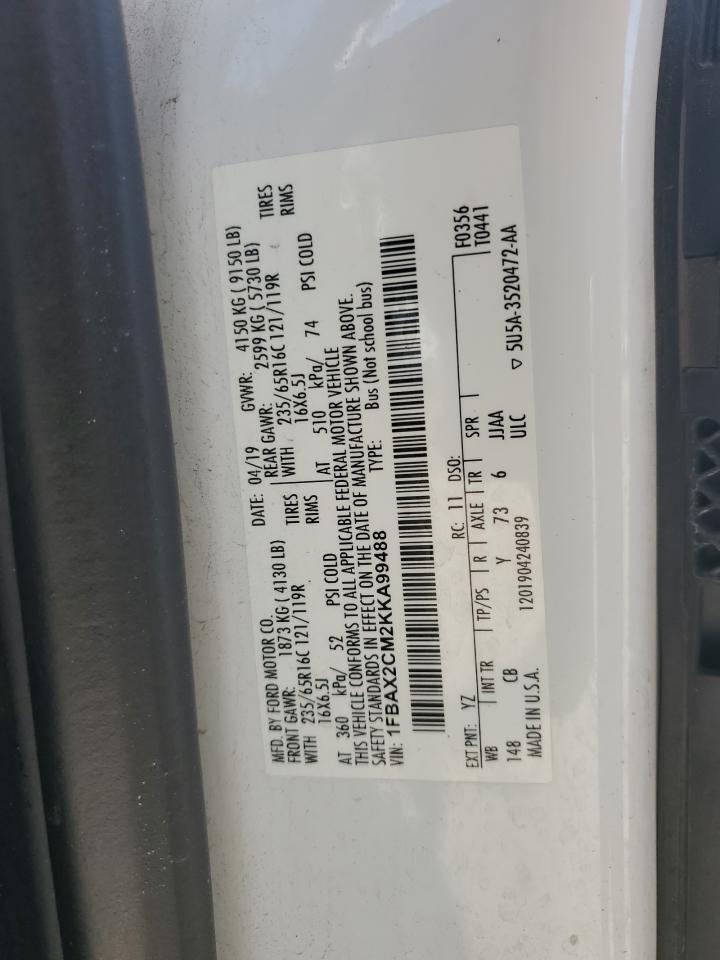 MFD. BY FORD MOTOR CO. DATE: 04/19 GVWR: 4150 KG ( 9150 LB)
FRONT GAWR: 1873 KG ( 4130 LB) REAR GAWR: 2599 KG ( 5730 LB)
WITH 235/65R16C 121/119R TIRES WITH 235/65R16C 121/119R TIRES
16X6.5J RIMS 16X6.5J RIMS
AT 360 kPa/ 52 PSI COLD AT 510 kPa/ 74 PSI COLD
THIS VEHICLE CONFORMS TO ALL APPLICABLE FEDERAL MOTOR VEHICLE
SAFETY STANDARDS IN EFFECT ON THE DATE OF MANUFACTURE SHOWN ABOVE.
VIN: 1FBAX2CM2KKA99488 TYPE: Bus (Not school bus)
EXT PNT: YZ RC: 11 DSO: F0356
WB INT TR TP/PS R AXLE TR SPR T0441
148 CB Y 73 6 JJAA
ULC
MADE IN U.S.A. 1201904240839 ▽ 5U5A-3520472-AA